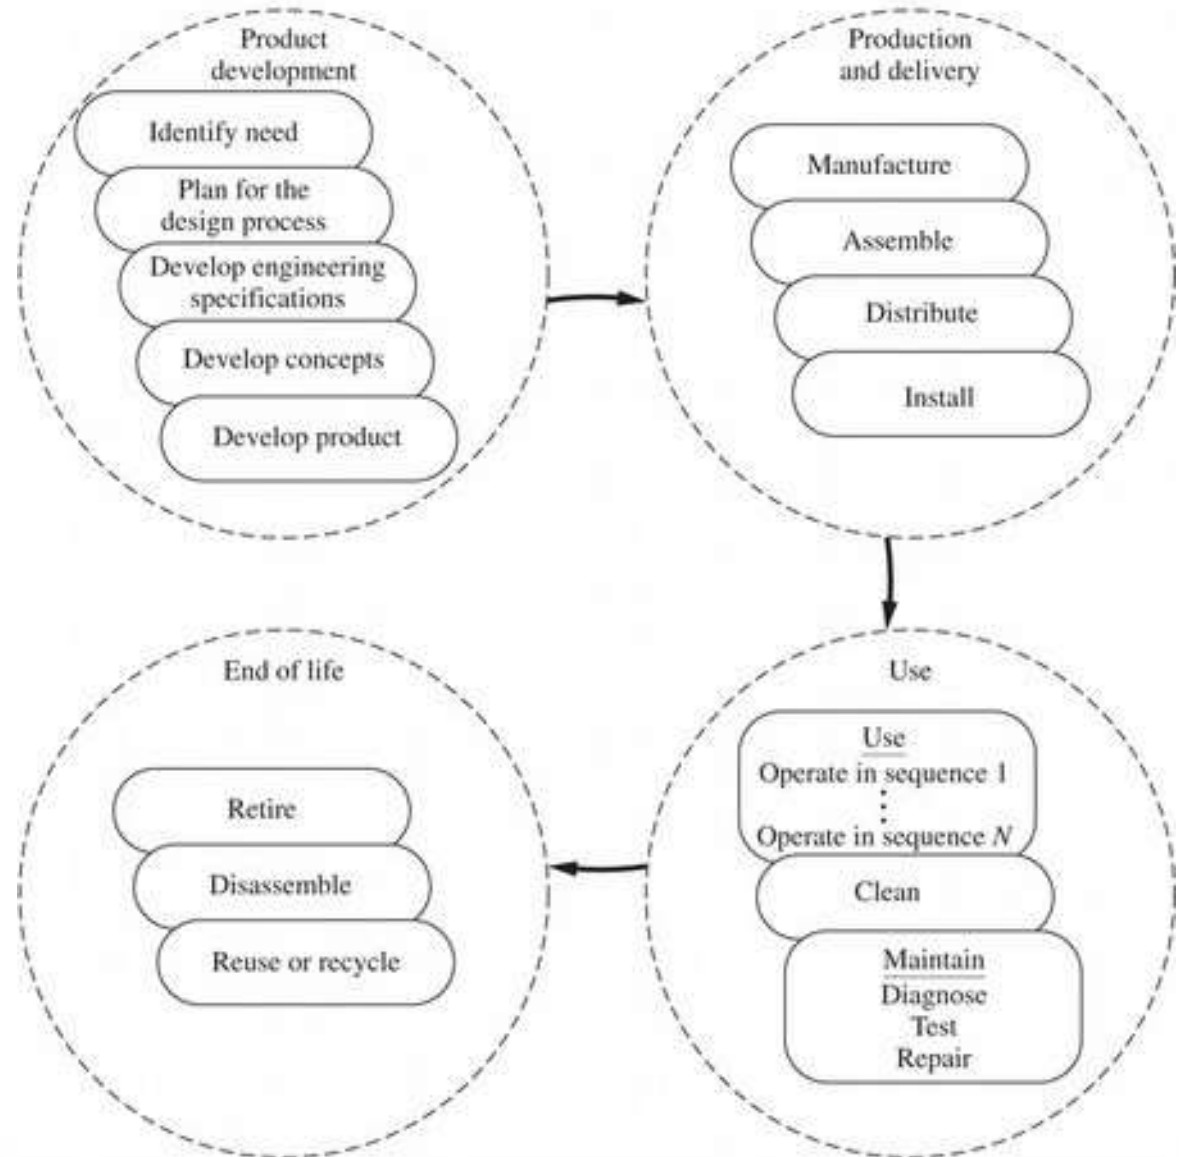 Product
development
Identify need
Plan for the
design process
Develop engineering
specifications
Develop concepts
Develop product
Production
and delivery
Manufacture
Assemble
Distribute
Install
End of life
Retire
Disassemble
Reuse or recycle
Use
Use
Operate in sequence 1
Operate in sequence N
Clean
Maintain
Diagnose
Test
Repair